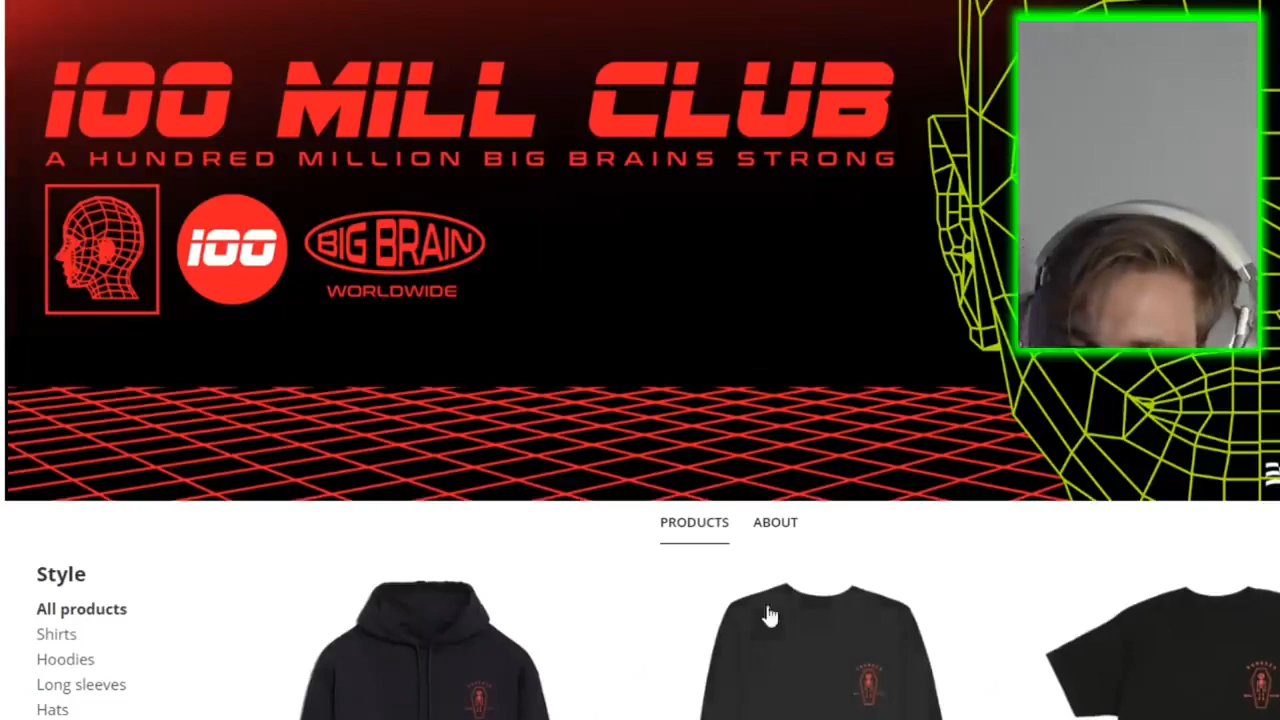 100 MILL CLUB
A HUNDRED MILLION BIG BRAINS STRONG
100
BIG BRAIN
WORLDWIDE
PRODUCTS
ABOUT
Style
All products
Shirts
Hoodies
Long sleeves
Hats